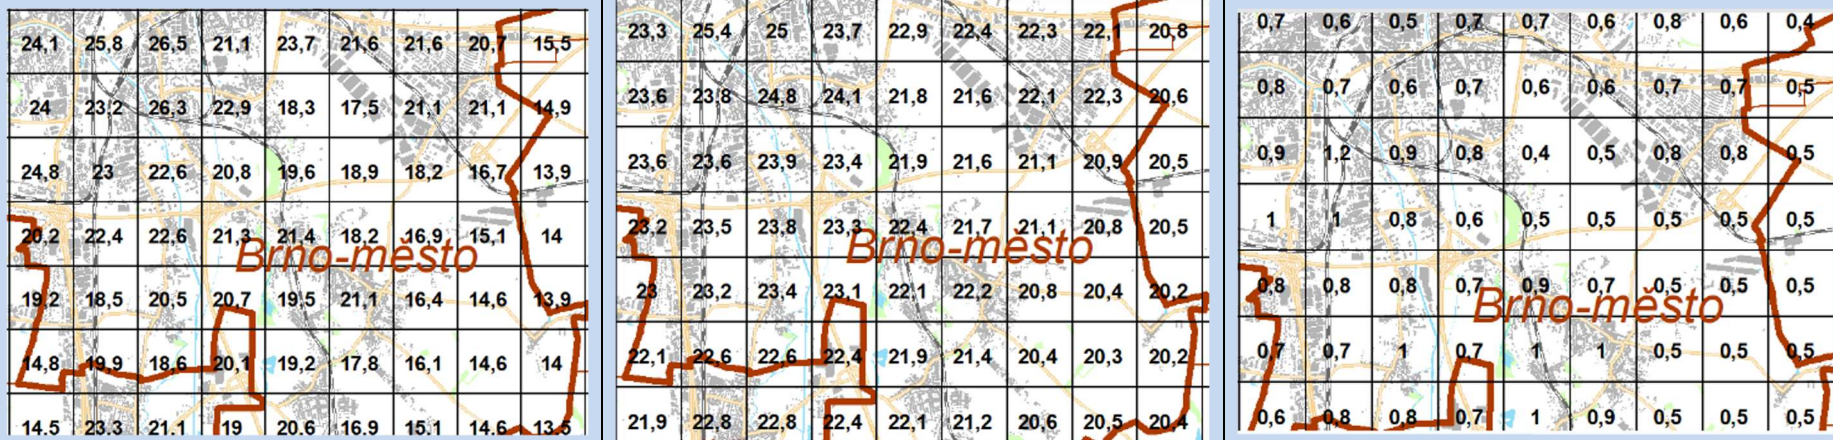 24,1 25,8 26,5 21,1 23,7 21,6 21,6 20,7 15,5
24 23,2 26,3 22,9 18,3 17,5 21,1 21,1 14,9
24,8 23 22,6 20,8 19,6 18,9 18,2 16,7 13,9
20,2 22,4 22,6 21,3 21,4 18,2 16,9 15,1 14
Brno-město
19,2 18,5 20,5 20,7 19,5 21,1 16,4 14,6 13,9
14,8 19,9 18,6 20,1 19,2 17,8 16,1 14,6 14
14,5 23,3 21,1 19 20,6 16,9 15,1 14,6 13,5
23,3 25,4 25 23,7 22,9 22,4 22,3 22,1 20,8
23,6 23,8 24,8 24,1 21,8 21,6 22,1 22,3 20,6
23,6 23,6 23,9 23,4 21,9 21,6 21,1 20,9 20,5
23,2 23,5 23,8 23,3 22,4 21,7 21,1 20,8 20,5
Brno-město
23 23,2 23,4 23,1 22,1 22,2 20,8 20,4 20,2
22,1 22,6 22,6 22,4 21,9 21,4 20,4 20,3 20,2
21,9 22,8 22,8 22,4 22,1 21,2 20,6 20,5 20,4
0,7 0,6 0,5 0,7 0,7 0,6 0,8 0,6 0,4
0,8 0,7 0,6 0,7 0,6 0,6 0,7 0,7 0,5
0,9 1,2 0,9 0,8 0,4 0,5 0,8 0,8 0,5
1 1 0,8 0,6 0,5 0,5 0,5 0,5 0,5
0,8 0,8 0,8 0,7 0,9 0,7 0,5 0,5 0,5
Brno-město
0,7 0,7 1 0,7 1 1 0,5 0,5 0,5
0,6 0,8 0,8 0,7 1 0,9 0,5 0,5 0,5